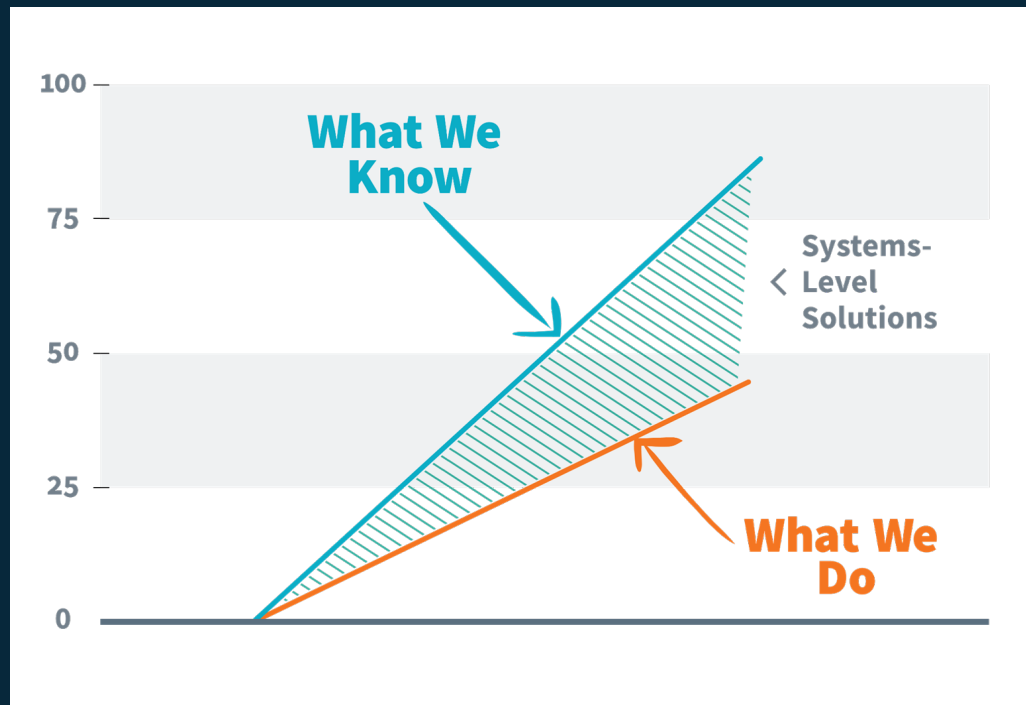 100
What We
Know
75
Systems-
Level
Solutions
50
25
What We
Do
0